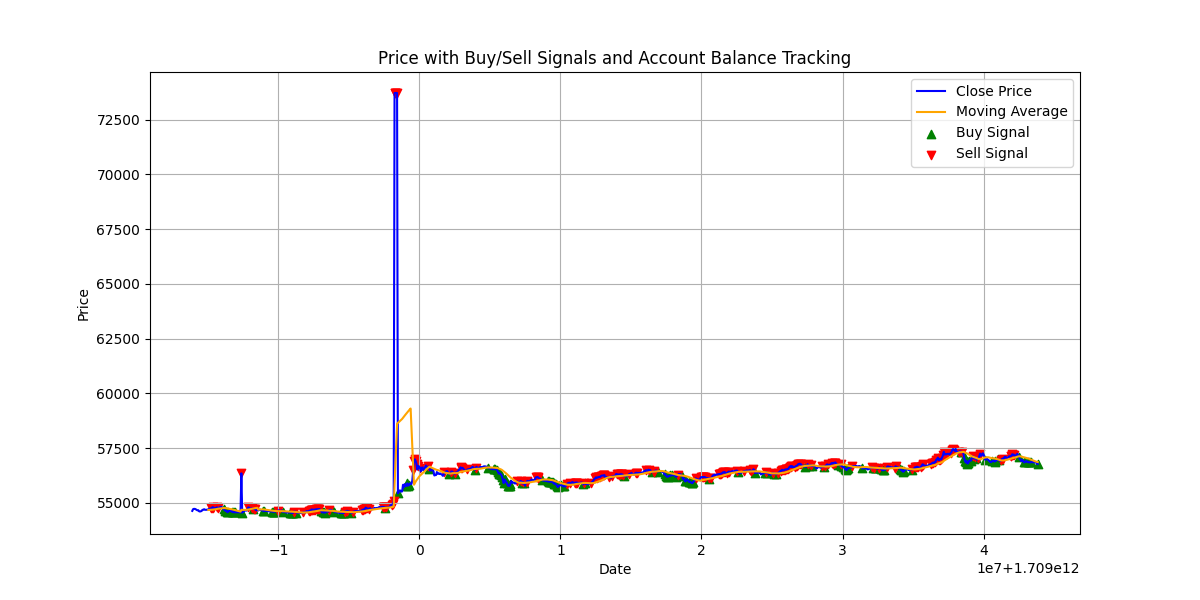 Price with Buy/Sell Signals and Account Balance Tracking
Close Price
Moving Average
Buy Signal
Sell Signal
72500
70000
67500
65000
62500
60000
57500
55000
Price
−1
0
1
2
3
4
Date
1e7+1.709e12